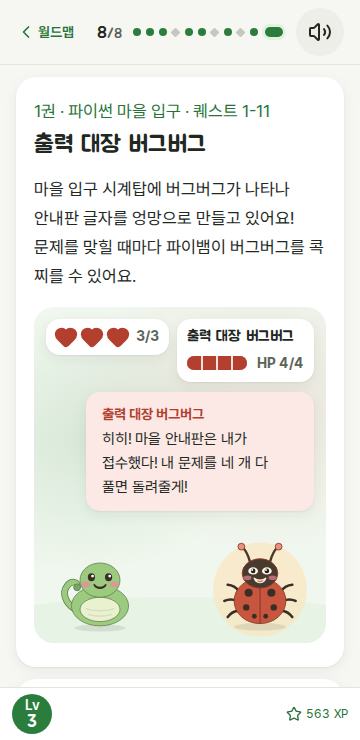 월드맵
8/8
1권 · 파이썬 마을 입구 · 퀘스트 1-11
출력 대장 버그버그
마을 입구 시계탑에 버그버그가 나타나
안내판 글자를 엉망으로 만들고 있어요!
문제를 맞힐 때마다 파이뱀이 버그버그를 콕
찌를 수 있어요.
3/3
출력 대장 버그버그
HP 4/4
출력 대장 버그버그
히히! 마을 안내판은 내가
접수했다! 내 문제를 네 개 다
풀면 돌려줄게!
Lv
3
563 XP